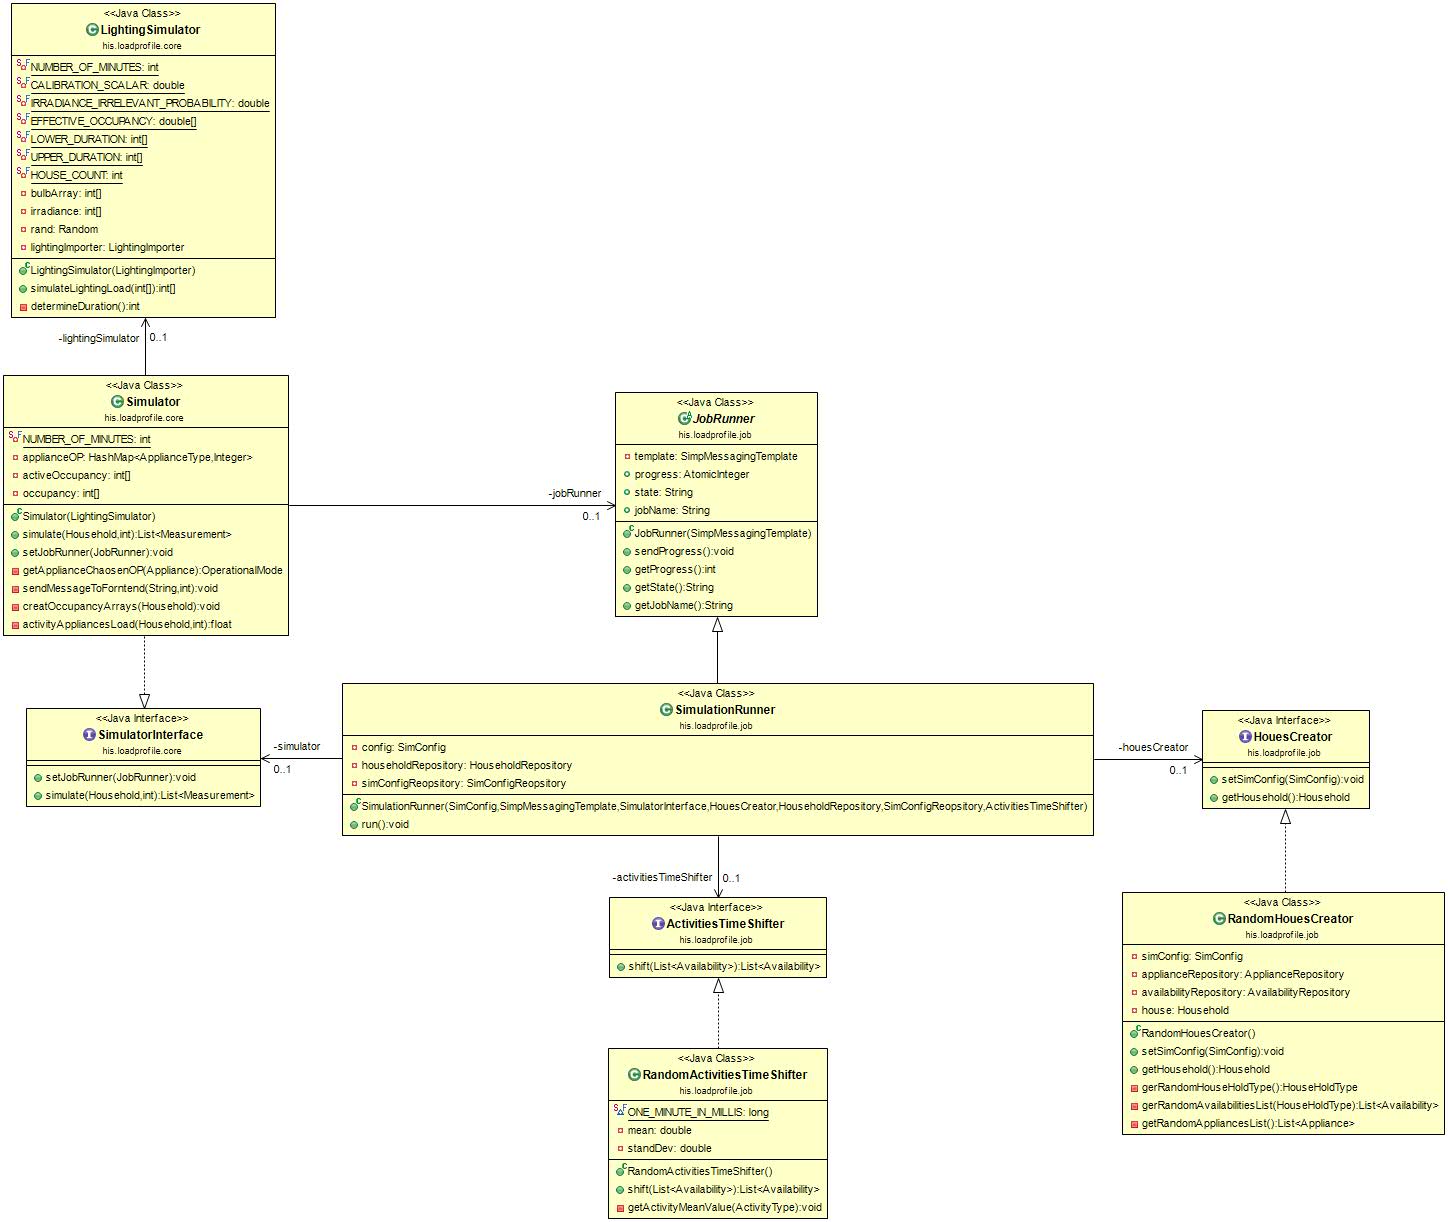 <<Java Class>>
LightingSimulator
his.loadprofile.core
NUMBER_OF_MINUTES: int
CALIBRATION_SCALAR: double
IRRADIANCE_IRRELEVANT_PROBABILITY: double
EFFECTIVE_OCCUPANCY: double[]
LOWER_DURATION: int[]
UPPER_DURATION: int[]
HOUSE_COUNT: int
bulbArray: int[]
irradiance: int[]
rand: Random
lightingImporter: LightingImporter
LightingSimulator(LightingImporter)
simulateLightingLoad(int[]):int[]
determineDuration():int
-lightingSimulator
0..1
<<Java Class>>
Simulator
his.loadprofile.core
NUMBER_OF_MINUTES: int
applianceOP: HashMap<ApplianceType,Integer>
activeOccupancy: int[]
occupancy: int[]
Simulator(LightingSimulator)
simulate(Household,int):List<Measurement>
setJobRunner(JobRunner):void
getApplianceChaosenOP(Appliance):OperationalMode
sendMessageToForntend(String,int):void
creatOccupancyArrays(Household):void
activityAppliancesLoad(Household,int):float
-jobRunner
0..1
<<Java Class>>
JobRunner
his.loadprofile.job
template: SimpMessagingTemplate
progress: AtomicInteger
state: String
jobName: String
JobRunner(SimpMessagingTemplate)
sendProgress():void
getProgress():int
getState():String
getJobName():String
<<Java Interface>>
SimulatorInterface
his.loadprofile.core
setJobRunner(JobRunner):void
simulate(Household,int):List<Measurement>
-simulator
0..1
<<Java Class>>
SimulationRunner
his.loadprofile.job
config: SimConfig
householdRepository: HouseholdRepository
simConfigReopsitory: SimConfigReopsitory
SimulationRunner(SimConfig,SimpMessagingTemplate,SimulatorInterface,HouesCreator,HouseholdRepository,SimConfigReopsitory,ActivitiesTimeShifter)
run():void
-houesCreator
0..1
<<Java Interface>>
HouesCreator
his.loadprofile.job
setSimConfig(SimConfig):void
getHousehold():Household
-activitiesTimeShifter
0..1
<<Java Interface>>
ActivitiesTimeShifter
his.loadprofile.job
shift(List<Availability>):List<Availability>
<<Java Class>>
RandomHouesCreator
his.loadprofile.job
simConfig: SimConfig
applianceRepository: ApplianceRepository
availabilityRepository: AvailabilityRepository
house: Household
RandomHouesCreator()
setSimConfig(SimConfig):void
getHousehold():Household
gerRandomHouseHoldType():HouseHoldType
gerRandomAvailabilitiesList(HouseHoldType):List<Availability>
getRandomAppliancesList():List<Appliance>
<<Java Class>>
RandomActivitiesTimeShifter
his.loadprofile.job
ONE_MINUTE_IN_MILLIS: long
mean: double
standDev: double
RandomActivitiesTimeShifter()
shift(List<Availability>):List<Availability>
getActivityMeanValue(ActivityType):void